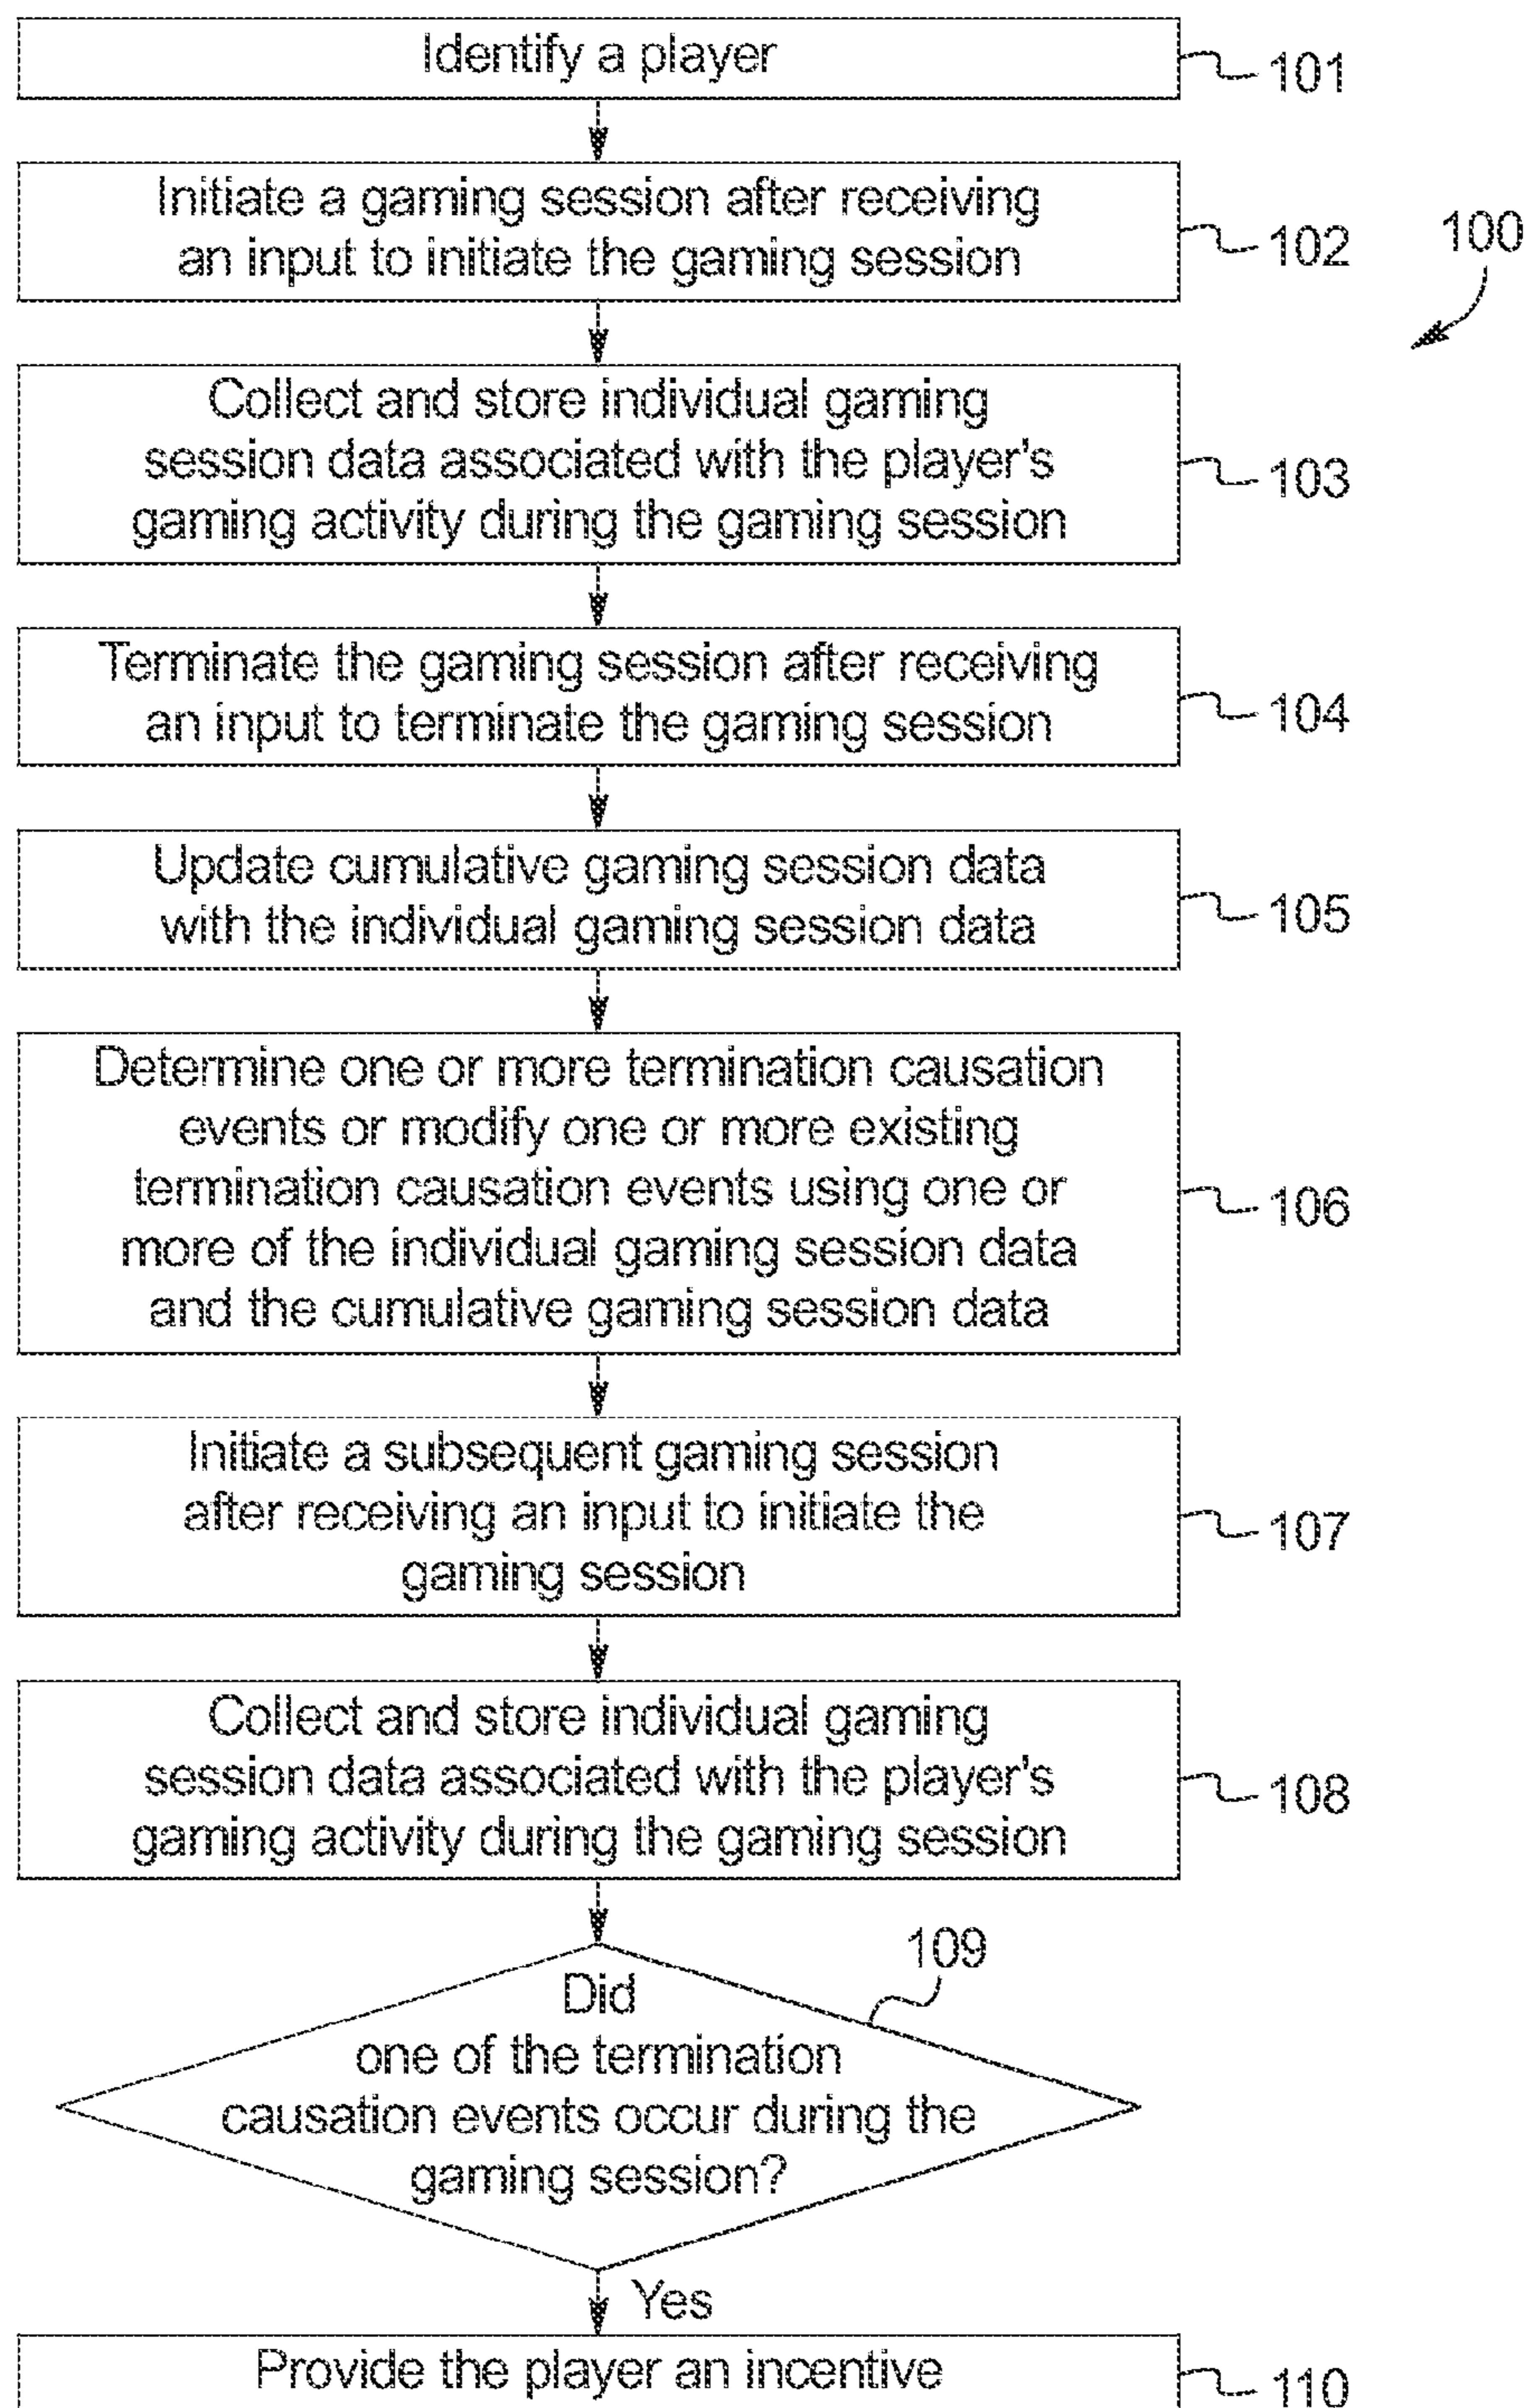 Identify a player
101
Initiate a gaming session after receiving
an input to initiate the gaming session
102
100
Collect and store individual gaming
session data associated with the player's
gaming activity during the gaming session
103
Terminate the gaming session after receiving
an input to terminate the gaming session
104
Update cumulative gaming session data
with the individual gaming session data
105
Determine one or more termination causation
events or modify one or more existing
termination causation events using one or
more of the individual gaming session data
and the cumulative gaming session data
106
Initiate a subsequent gaming session
after receiving an input to initiate the
gaming session
107
Collect and store individual gaming
session data associated with the player's
gaming activity during the gaming session
108
109
Did
one of the termination
causation events occur during the
gaming session?
Yes
Provide the player an incentive
110